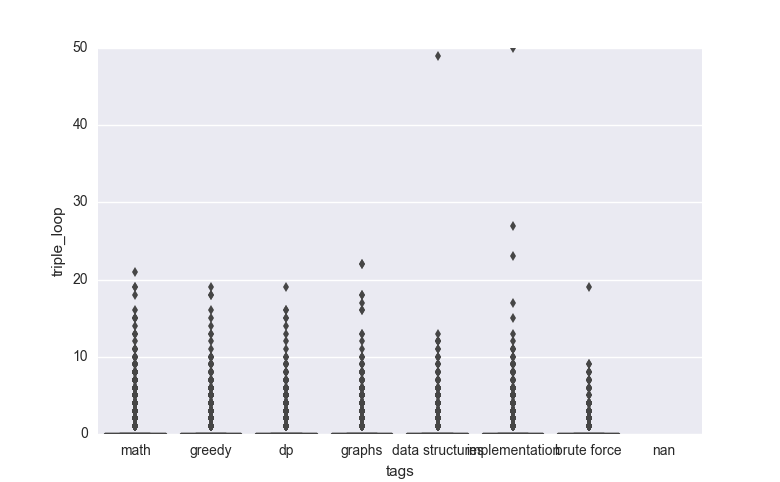 50
40
30
20
10
0
triple_loop
math greedy dp graphs data structures implementation brute force nan
tags